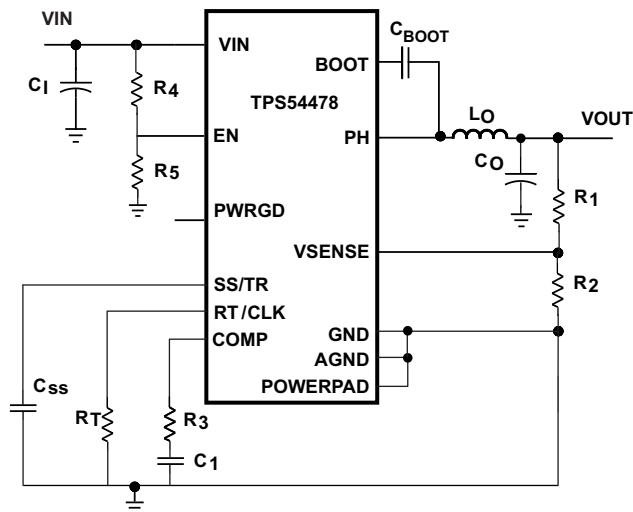 VIN
VIN
CBOOT
BOOT
CI
R4
TPS54478
LO
VOUT
EN
PH
CO
R5
R1
PWRGD
VSENSE
R2
SS/TR
RT/CLK
GND
COMP
AGND
POWERPAD
Css
RT
R3
C1